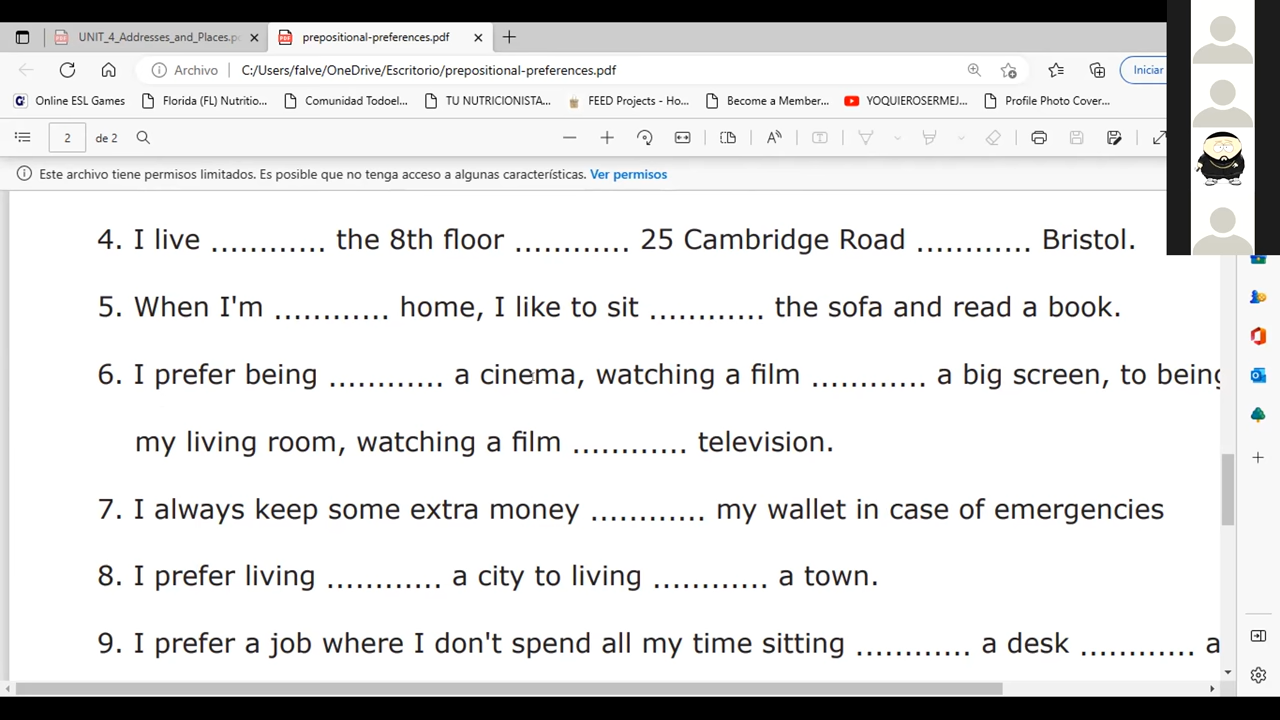 UNIT_4_Addresses_and_Places.pc
prepositional-preferences.pdf
Archivo C:/Users/falve/OneDrive/Escritorio/prepositional-preferences.pdf
Iniciar
Online ESL Games Florida (FL) Nutritio... Comunidad Todoel... TU NUTRICIONISTA... FEED Projects - Ho... Become a Member... YOQUIEROSERMEJ... Profile Photo Cover...
2 de 2
Este archivo tiene permisos limitados. Es posible que no tenga acceso a algunas características. Ver permisos
4. I live ............ the 8th floor ............ 25 Cambridge Road ............ Bristol.
5. When I'm ............ home, I like to sit ............ the sofa and read a book.
6. I prefer being ............ a cinema, watching a film ............ a big screen, to being
my living room, watching a film ............ television.
7. I always keep some extra money ............ my wallet in case of emergencies
8. I prefer living ............ a city to living ............ a town.
9. I prefer a job where I don't spend all my time sitting ............ a desk ............ a